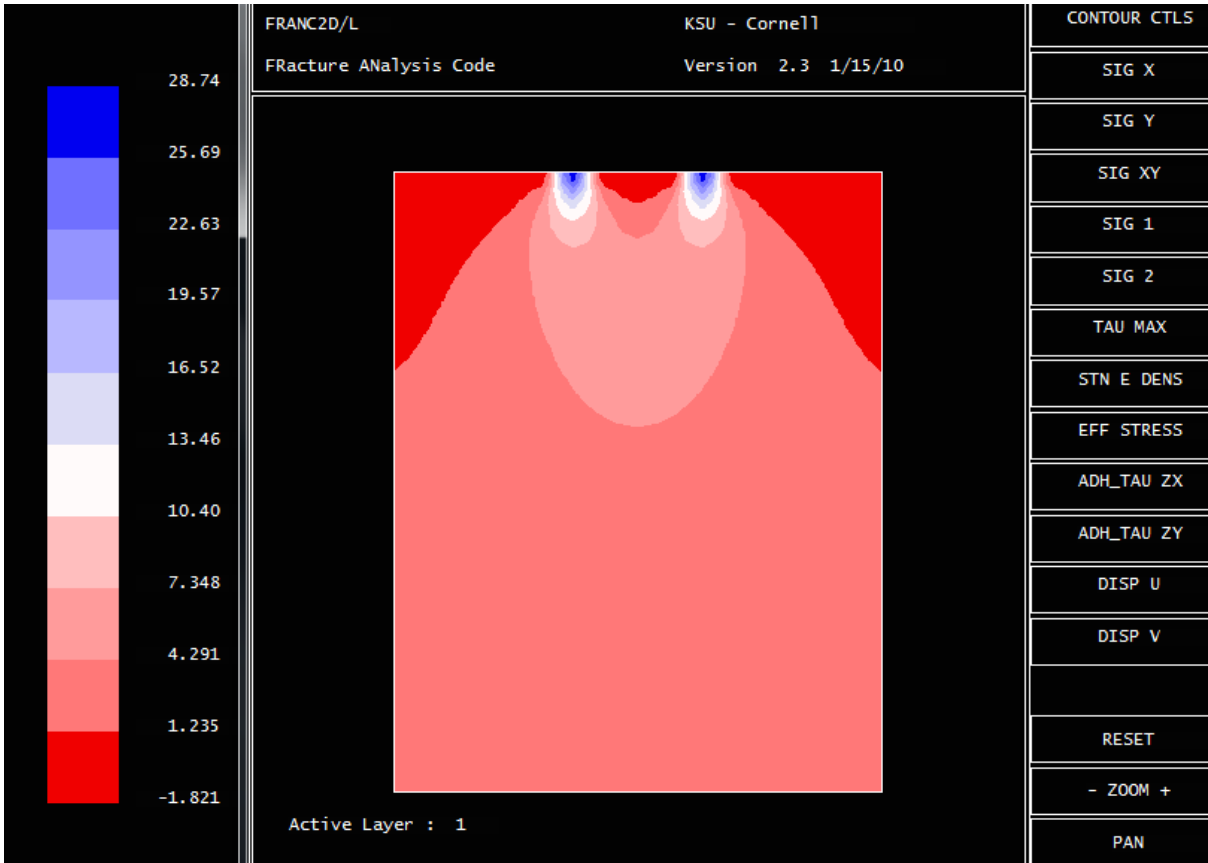 28.74
25.69
22.63
19.57
16.52
13.46
10.40
7.348
4.291
1.235
-1.821
FRANC2D/L KSU - Cornell
FRacture ANalysis Code Version 2.3 1/15/10
Active Layer : 1
CONTOUR CTLS
SIG X
SIG Y
SIG XY
SIG 1
SIG 2
TAU MAX
STN E DENS
EFF STRESS
ADH_TAU ZX
ADH_TAU ZY
DISP U
DISP V
RESET
- ZOOM +
PAN